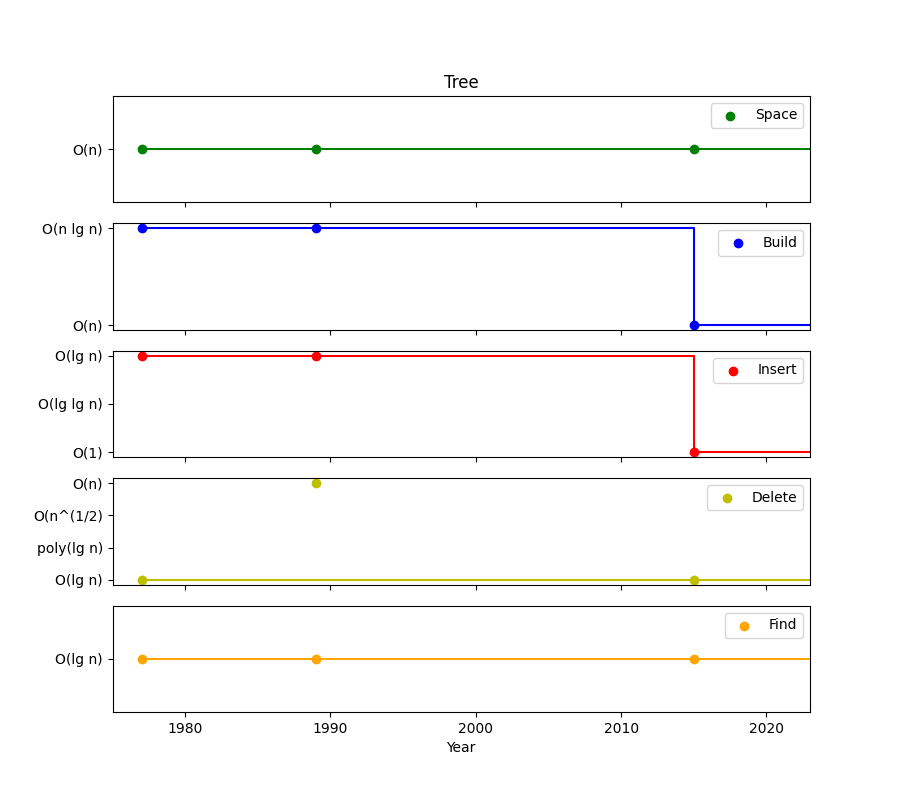 Tree
Space
O(n)
O(n lg n)
Build
O(n)
O(lg n)
Insert
O(lg lg n)
O(1)
O(n)
Delete
O(n^(1/2)
poly(lg n)
O(lg n)
Find
O(lg n)
1980 1990 2000 2010 2020
Year